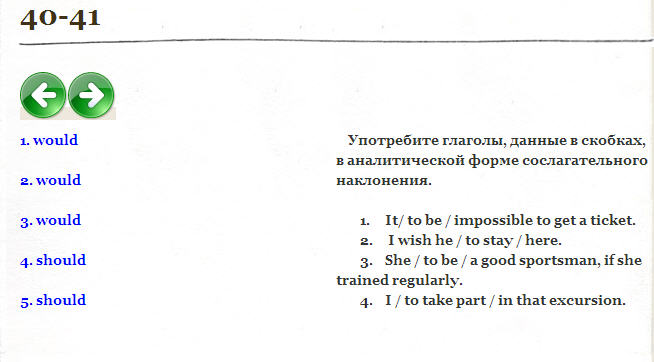 40-41
1. would
2. would
3. would
4. should
5. should
Употребите глаголы, данные в скобках,
в аналитической форме сослагательного
наклонения.
1. It/ to be / impossible to get a ticket.
2. I wish he / to stay / here.
3. She / to be / a good sportsman, if she
trained regularly.
4. I / to take part / in that excursion.